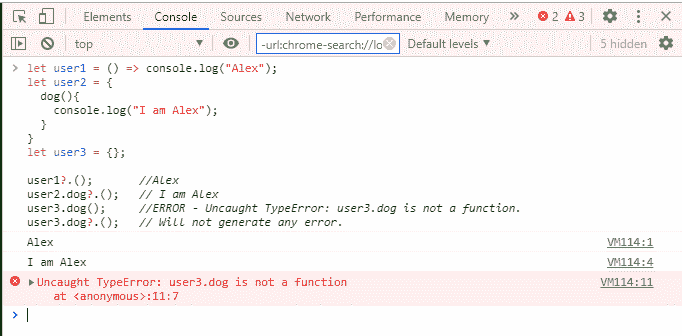 Elements Console Sources Network Performance Memory » 2 3
top -url:chrome-search://lo Default levels 5 hidden
> let user1 = () => console.log("Alex");
let user2 = {
dog(){
console.log("I am Alex");
}
}
let user3 = {};
user1?.(); //Alex
user2.dog?.(); // I am Alex
user3.dog(); //ERROR - Uncaught TypeError: user3.dog is not a function.
user3.dog?.(); // Will not generate any error.
Alex VM114:1
I am Alex VM114:4
Uncaught TypeError: user3.dog is not a function VM114:11
at <anonymous>:11:7
>